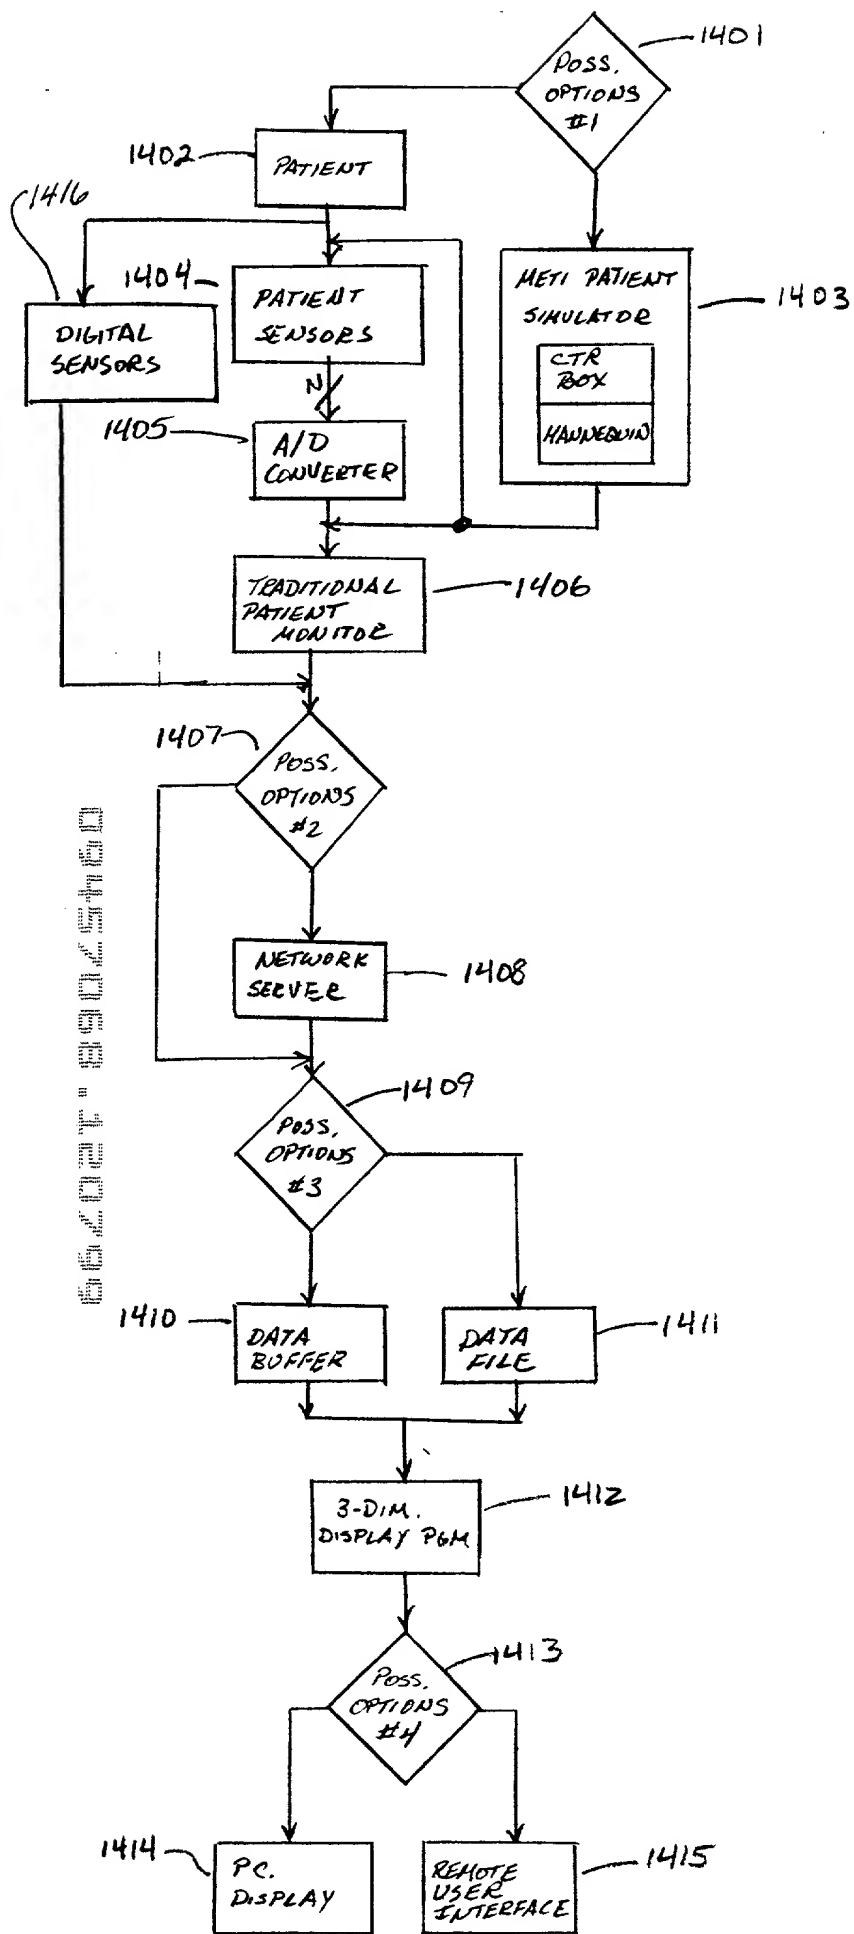 1401
POSS.
OPTIONS
#1
1402
PATIENT
1416
1404
PATIENT
SENSORS
DIGITAL
SENSORS
METI PATIENT
SIMULATOR
CTR
BOX
MANNEQUIN
1403
N
1405
A/D
CONVERTER
TRADITIONAL
PATIENT
MONITOR
1406
1407
POSS.
OPTIONS
#2
NETWORK
SERVER
1408
1409
POSS.
OPTIONS
#3
09457068.120799
1410
DATA
BUFFER
DATA
FILE
1411
3-DIM.
DISPLAY PGM
1412
1413
POSS.
OPTIONS
#4
1414
PC.
DISPLAY
REMOTE
USER
INTERFACE
1415